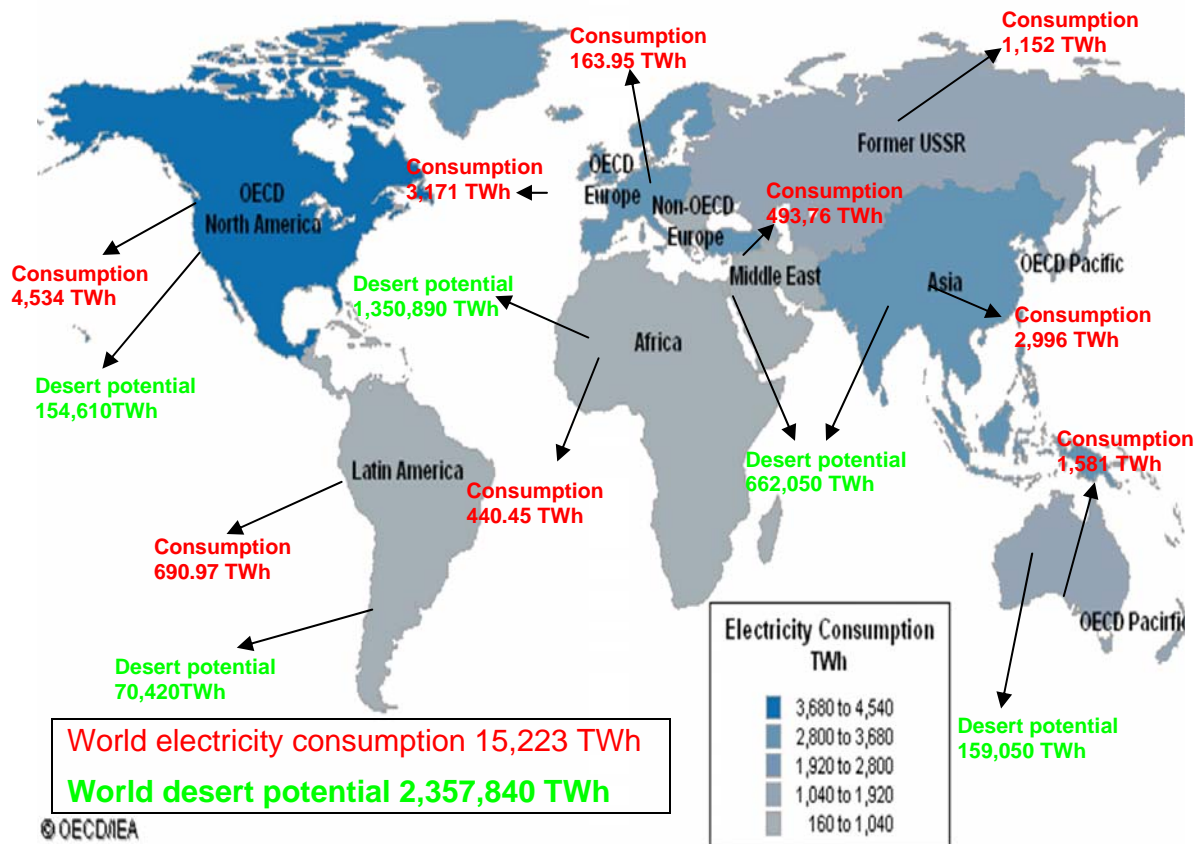 Consumption
163.95 TWh
Consumption
1,152 TWh
Former USSR
OECD
Europe
Consumption
3,171 TWh
Non-OECD
Europe
Consumption
493,76 TWh
OECD
North America
Consumption
4,534 TWh
Desert potential
1,350,890 TWh
Middle East
Asia
OECD Pacific
Consumption
2,996 TWh
Africa
Desert potential
154,610TWh
Latin America
Consumption
440.45 TWh
Desert potential
662,050 TWh
Consumption
1,581 TWh
Consumption
690.97 TWh
OECD Pacirfic
Desert potential
70,420TWh
Desert potential
159,050 TWh
Electricity Consumption
TWh
3,680 to 4,540
2,800 to 3,680
1,920 to 2,800
1,040 to 1,920
160 to 1,040
World electricity consumption 15,223 TWh
World desert potential 2,357,840 TWh
© OECD/IEA